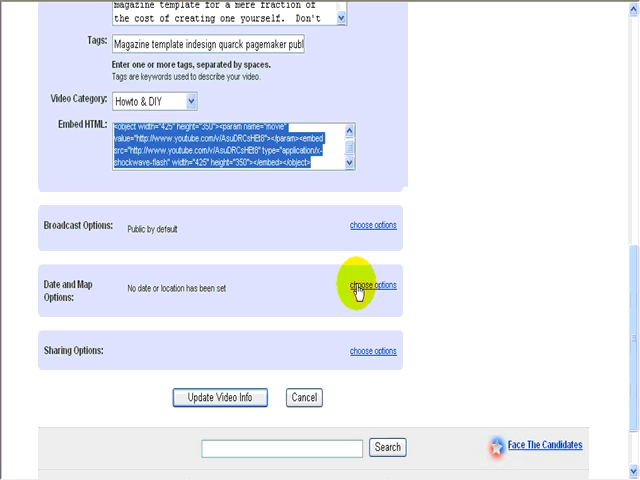 magazine template for a mere fraction of
the cost of creating one yourself. Don't
Tags:
Magazine template indesign quarck pagemaker publ
Enter one or more tags, separated by spaces.
Tags are keywords used to describe your video.
Video Category:
Howto & DIY
Embed HTML:
<object width="425" height="350"><param name="movie"
value="http://www.youtube.com/v/AsuDRCsHEt8"></param><embed
src="http://www.youtube.com/v/AsuDRCsHEt8" type="application/x-
shockwave-flash" width="425" height="350"></embed></object>
Broadcast Options:
Public by default
choose options
Date and Map
Options:
No date or location has been set
choose options
Sharing Options:
choose options
Update Video Info
Cancel
Search
Face The Candidates